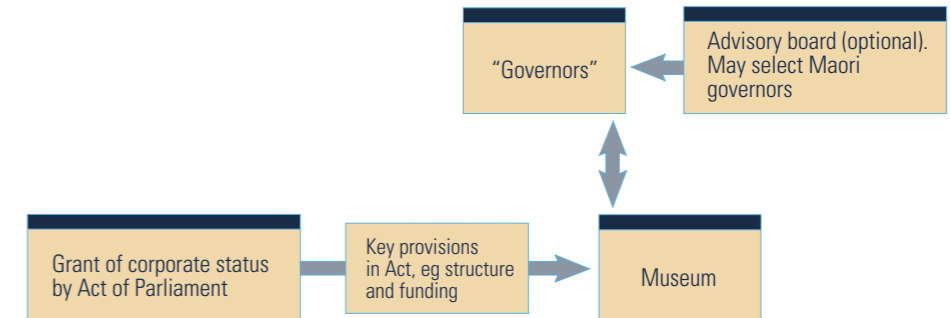 “Governors”
Advisory board (optional).
May select Maori
governors
Grant of corporate status
by Act of Parliament
Key provisions
in Act, eg structure
and funding
Museum